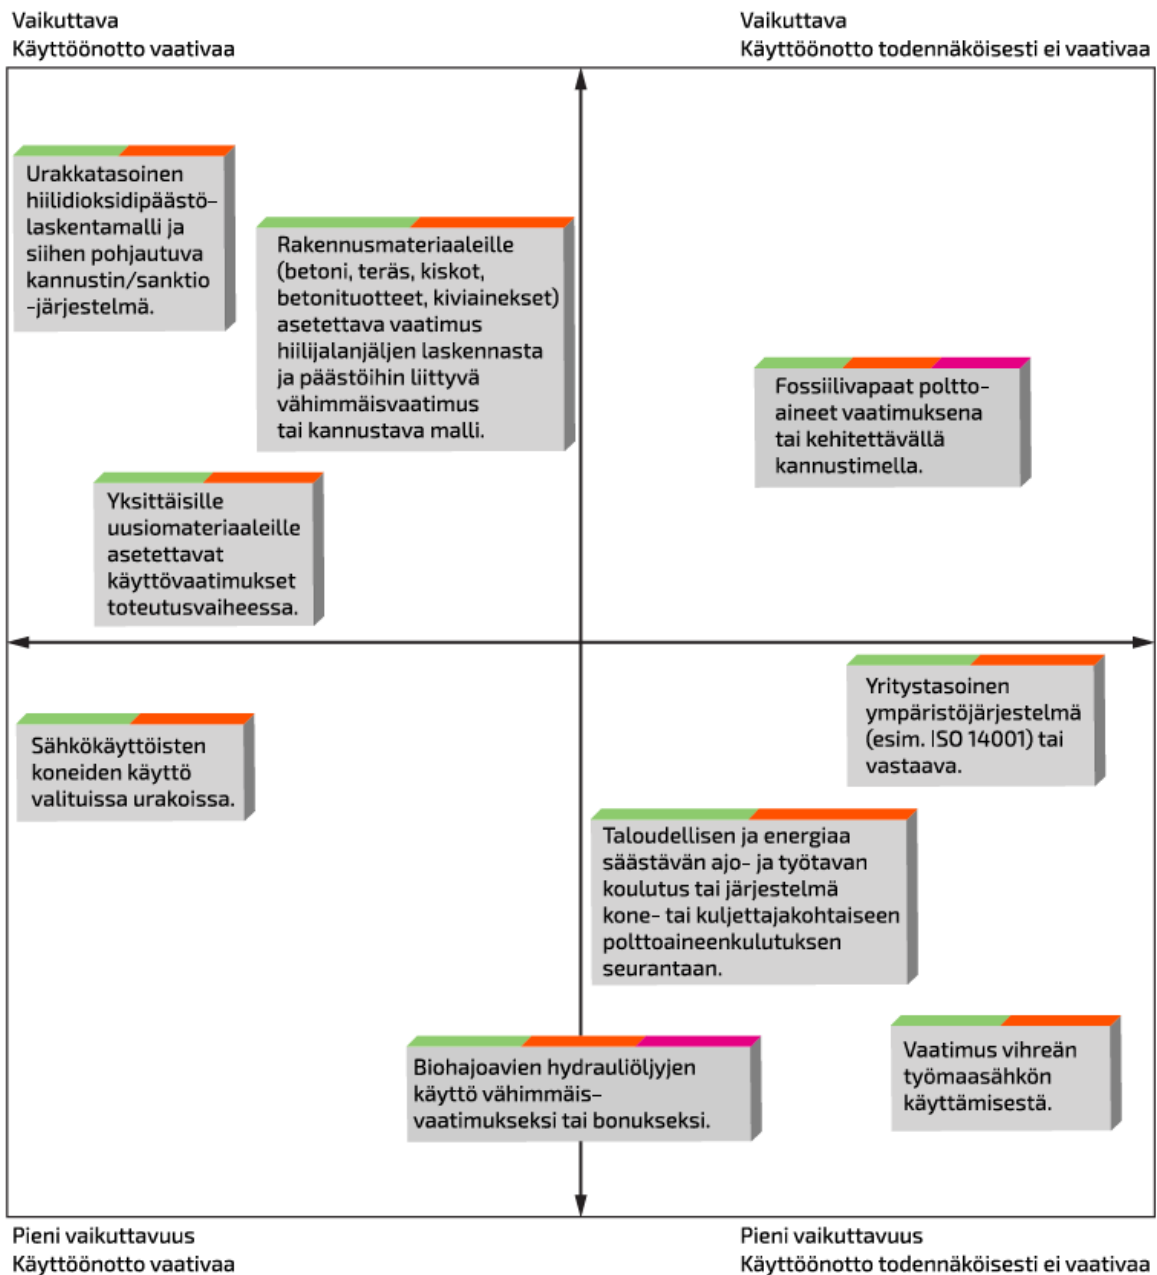 Vaikuttava
Käyttöönotto vaativaa
Vaikuttava
Käyttöönotto todennäköisesti ei vaativaa
Urakkatasoinen
hiilidioksidipäästö-
laskentamalli ja
siihen pohjautuva
kannustin/sanktio
-järjestelmä.
Rakennusmateriaaleille
(betoni, teräs, kiskot,
betonituotteet, kiviainekset)
asetettava vaatimus
hiilijalanjäljen laskennasta
ja päästöihin liittyvä
vähimmäisvaatimus
tai kannustava malli.
Fossiilivapaat poltto-
aineet vaatimuksena
tai kehitettävällä
kannustimella.
Yksittäisille
uusiomateriaaleille
asetettavat
käyttövaatimukset
toteutusvaiheessa.
Yritystasoinen
ympäristöjärjestelmä
(esim. ISO 14001) tai
vastaava.
Sähkökäyttöisten
koneiden käyttö
valituissa urakoissa.
Taloudellisen ja energiaa
säästävän ajo- ja työtavan
koulutus tai järjestelmä
kone- tai kuljettajakohtaiseen
polttoaineenkulutuksen
seurantaan.
Biohajoavien hydrauliöljyjen
käyttö vähimmäis-
vaatimukseksi tai bonukseksi.
Vaatimus vihreän
työmaasähkön
käyttämisestä.
Pieni vaikuttavuus
Käyttöönotto vaativaa
Pieni vaikuttavuus
Käyttöönotto todennäköisesti ei vaativaa